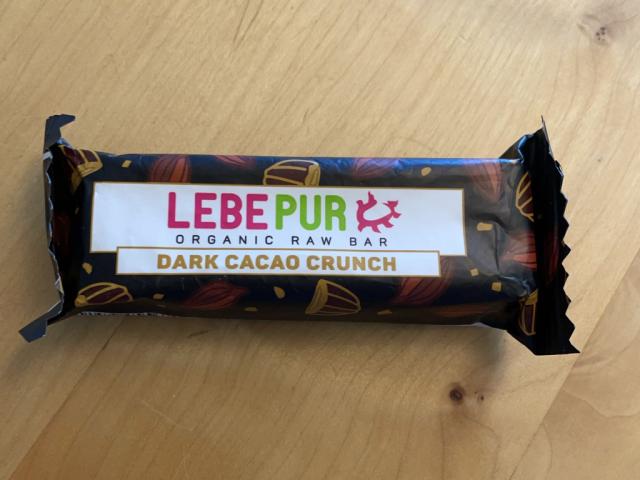 LEBEPUR
ORGANIC RAW BAR
DARK CACAO CRUNCH